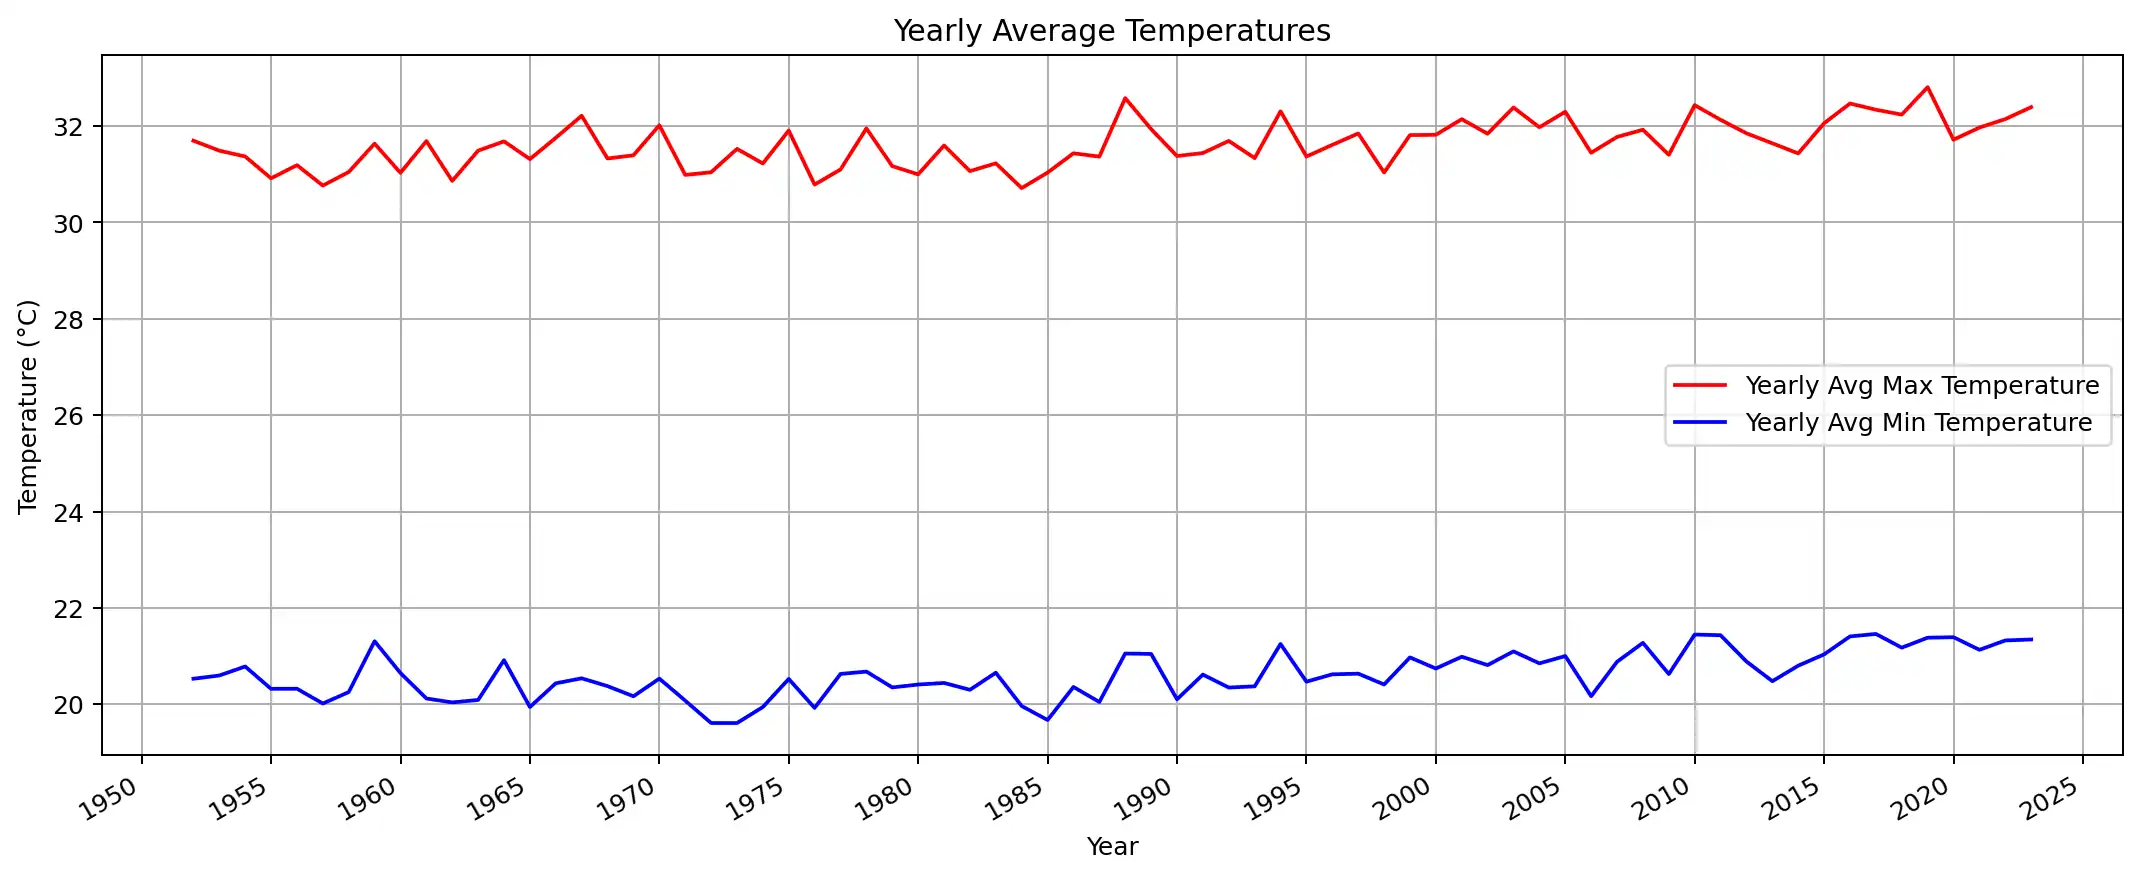 Yearly Average Temperatures
Temperature (°C)
32
30
28
26
24
22
20
Yearly Avg Max Temperature
Yearly Avg Min Temperature
1950 1955 1960 1965 1970 1975 1980 1985 1990 1995 2000 2005 2010 2015 2020 2025
Year